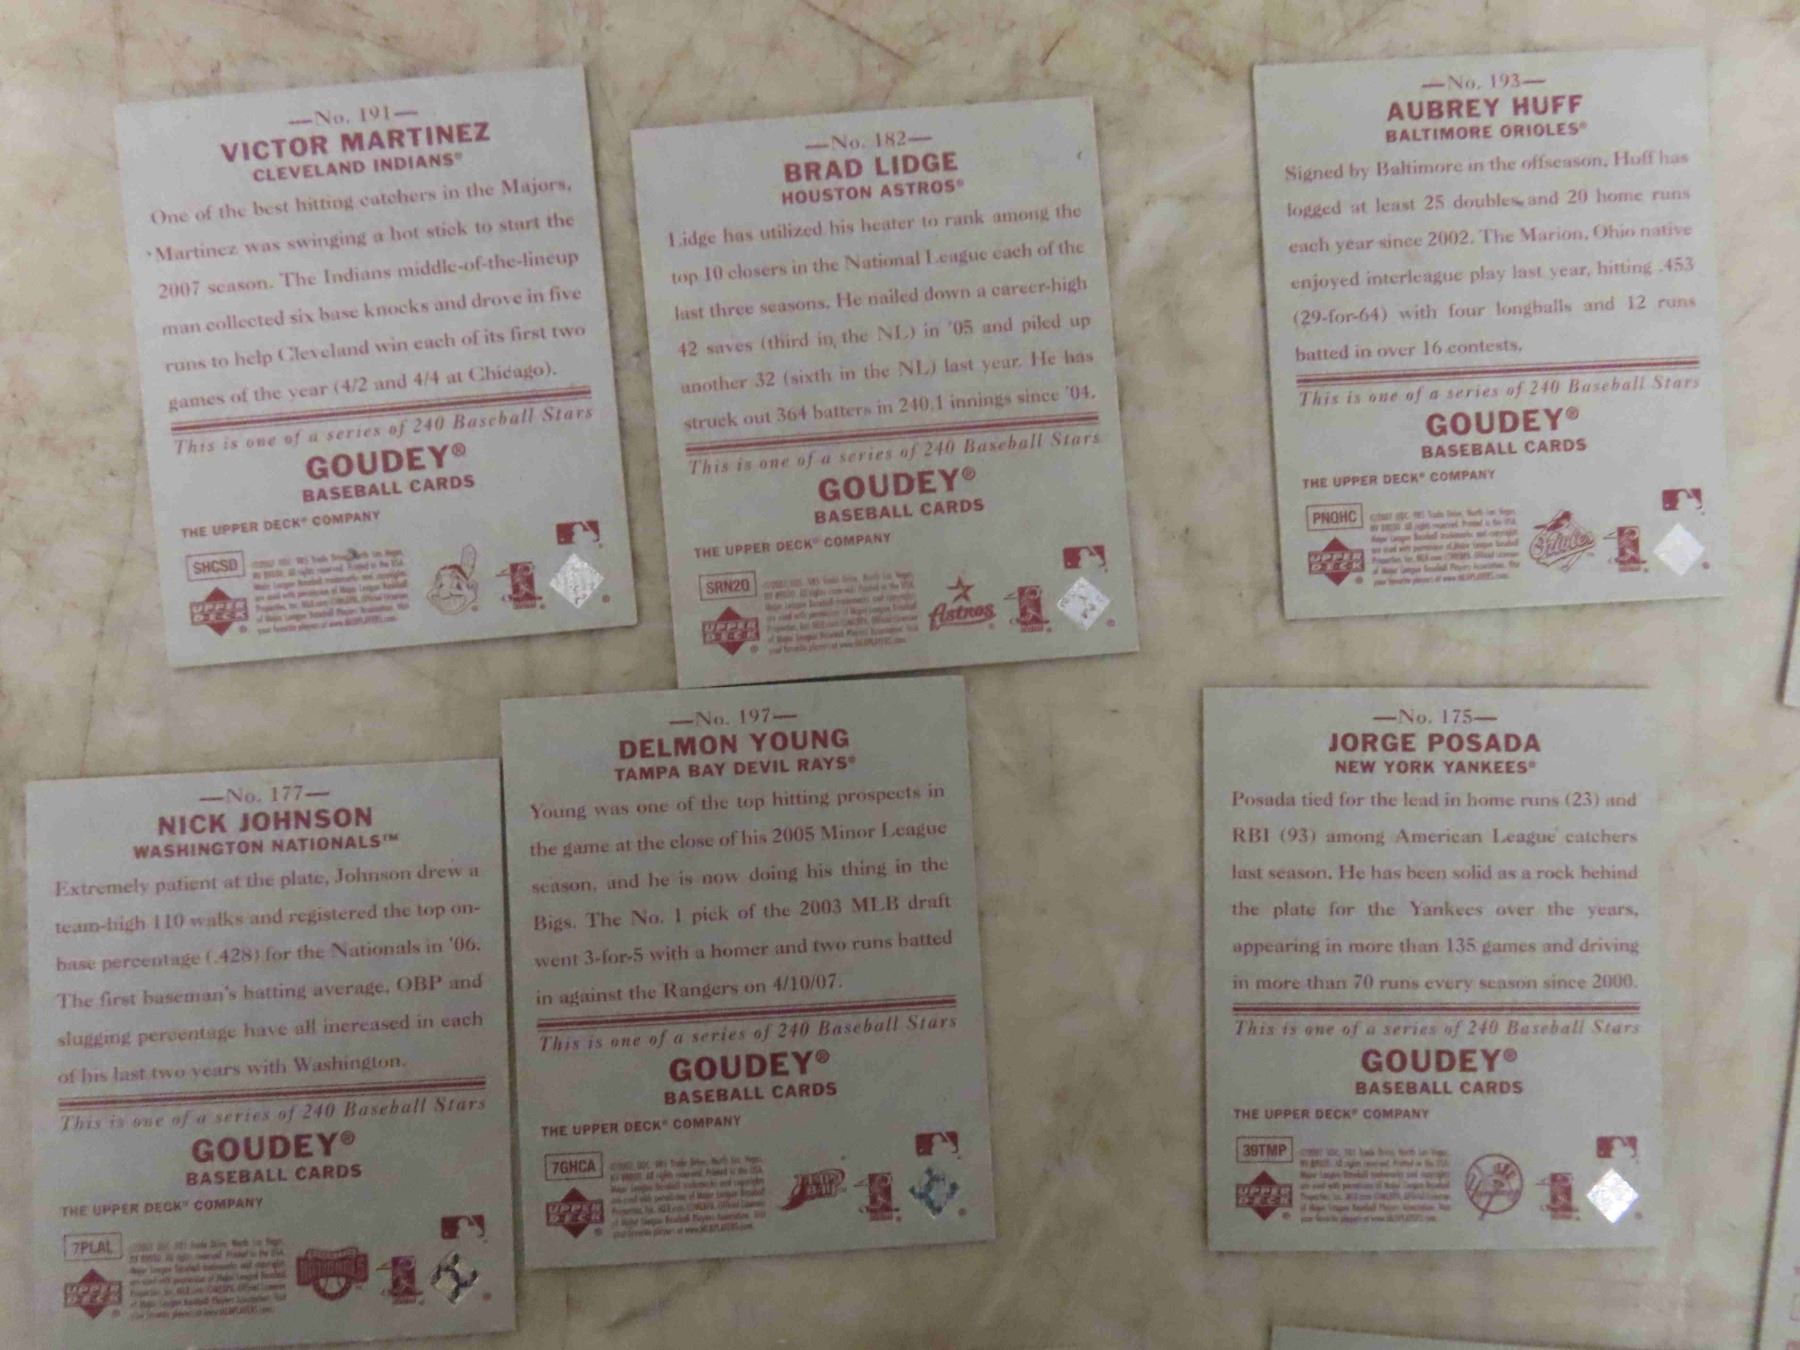 —No. 191—
VICTOR MARTINEZ
CLEVELAND INDIANS®
One of the best hitting catchers in the Majors,
Martinez was swinging a hot stick to start the
2007 season. The Indians middle-of-the-lineup
man collected six base knocks and drove in five
runs to help Cleveland win each of its first two
games of the year (4/2 and 4/4 at Chicago).
This is one of a series of 240 Baseball Stars
GOUDEY®
BASEBALL CARDS
THE UPPER DECK® COMPANY
SHCSD
UPPER
DECK
—No. 182—
BRAD LIDGE
HOUSTON ASTROS®
Lidge has utilized his heater to rank among the
top 10 closers in the National League each of the
last three seasons. He nailed down a career-high
42 saves (third in the NL) in '05 and piled up
another 32 (sixth in the NL) last year. He has
struck out 364 batters in 240.1 innings since '04.
This is one of a series of 240 Baseball Stars
GOUDEY®
BASEBALL CARDS
THE UPPER DECK® COMPANY
SRN20
UPPER
DECK
Astros
—No. 193—
AUBREY HUFF
BALTIMORE ORIOLES®
Signed by Baltimore in the offseason, Huff has
logged at least 25 doubles and 20 home runs
each year since 2002. The Marion, Ohio native
enjoyed interleague play last year, hitting .453
(29-for-64) with four longballs and 12 runs
batted in over 16 contests.
This is one of a series of 240 Baseball Stars
GOUDEY®
BASEBALL CARDS
THE UPPER DECK® COMPANY
PNQHC
UPPER
DECK
Orioles
—No. 177—
NICK JOHNSON
WASHINGTON NATIONALS™
Extremely patient at the plate, Johnson drew a
team-high 110 walks and registered the top on-
base percentage (.428) for the Nationals in '06.
The first baseman's batting average, OBP and
slugging percentage have all increased in each
of his last two years with Washington.
This is one of a series of 240 Baseball Stars
GOUDEY®
BASEBALL CARDS
THE UPPER DECK® COMPANY
7PLAL
UPPER
DECK
NATIONALS
—No. 197—
DELMON YOUNG
TAMPA BAY DEVIL RAYS®
Young was one of the top hitting prospects in
the game at the close of his 2005 Minor League
season, and he is now doing his thing in the
Bigs. The No. 1 pick of the 2003 MLB draft
went 3-for-5 with a homer and two runs batted
in against the Rangers on 4/10/07.
This is one of a series of 240 Baseball Stars
GOUDEY®
BASEBALL CARDS
THE UPPER DECK® COMPANY
7GHCA
UPPER
DECK
—No. 175—
JORGE POSADA
NEW YORK YANKEES®
Posada tied for the lead in home runs (23) and
RBI (93) among American League catchers
last season. He has been solid as a rock behind
the plate for the Yankees over the years,
appearing in more than 135 games and driving
in more than 70 runs every season since 2000.
This is one of a series of 240 Baseball Stars
GOUDEY®
BASEBALL CARDS
THE UPPER DECK® COMPANY
39TMP
UPPER
DECK
Yankees